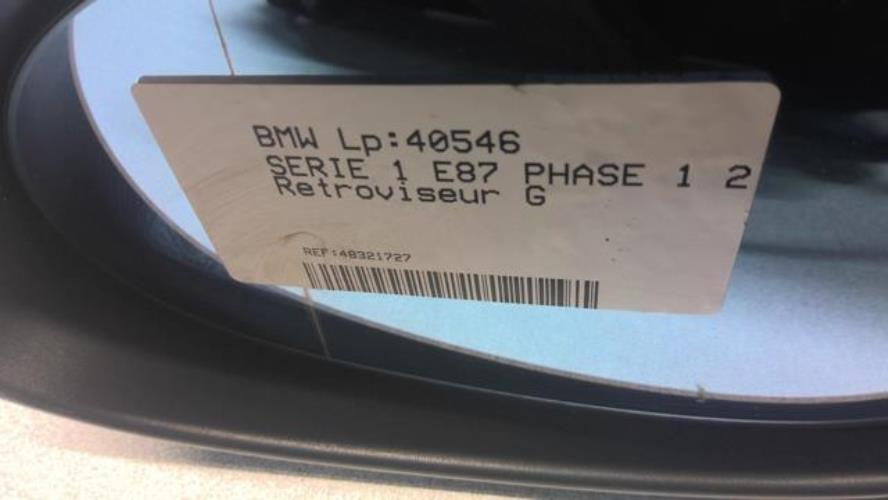 BMW Lp:40546
SERIE 1 E87 PHASE 1 2
Retroviseur G
REF:48321727